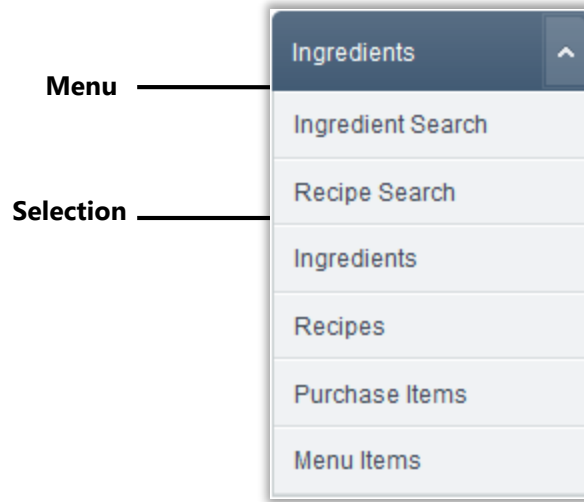 Ingredients
Menu
Ingredient Search
Recipe Search
Selection
Ingredients
Recipes
Purchase Items
Menu Items